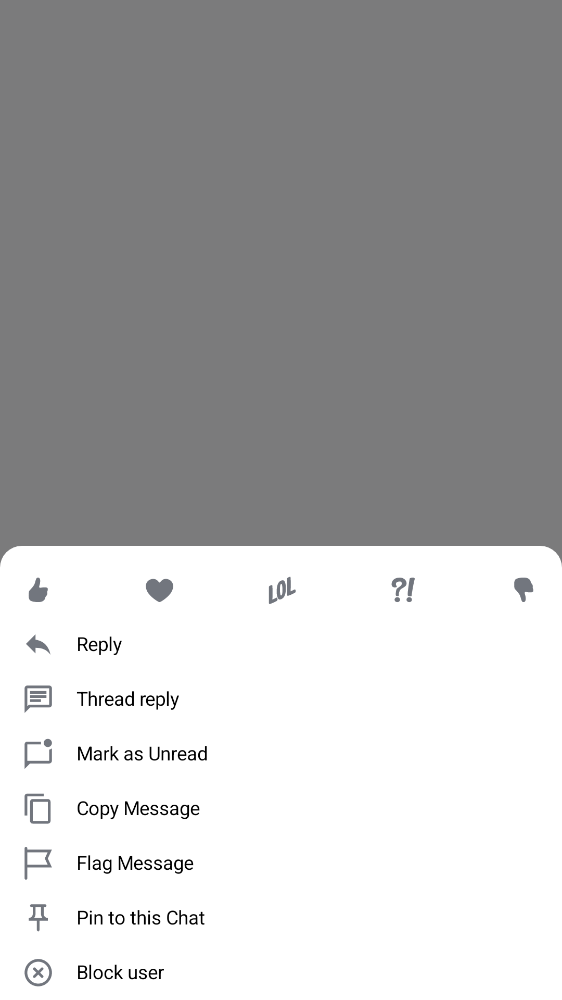 LOL
?!
Reply
Thread reply
Mark as Unread
Copy Message
Flag Message
Pin to this Chat
Block user